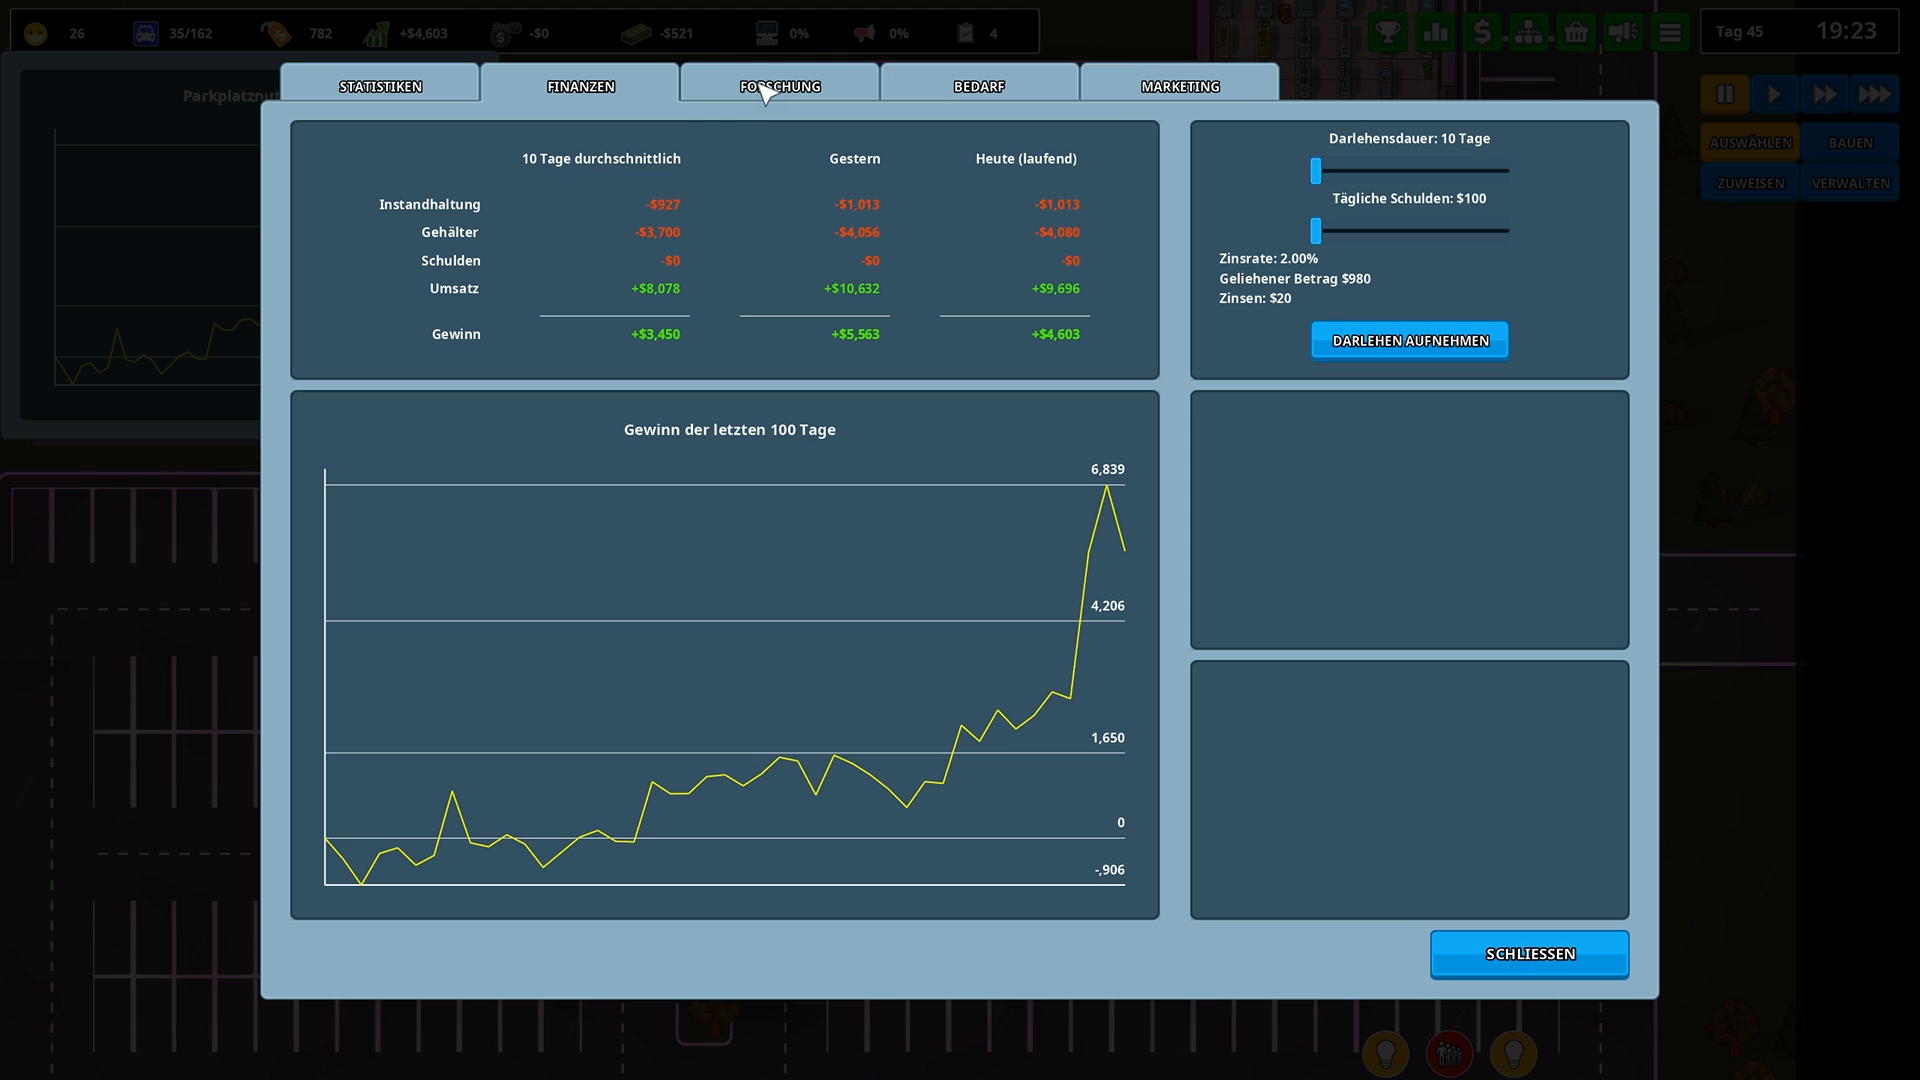 26 35/162 782 +$4,603 -$0 -$521 0% 0% 4
Tag 45 19:23
Parkplatznut
STATISTIKEN FINANZEN FORSCHUNG BEDARF MARKETING
AUSWÄHLEN BAUEN
ZUWEISEN VERWALTEN
10 Tage durchschnittlich Gestern Heute (laufend)
Instandhaltung -$927 -$1,013 -$1,013
Gehälter -$3,700 -$4,056 -$4,080
Schulden -$0 -$0 -$0
Umsatz +$8,078 +$10,632 +$9,696
Gewinn +$3,450 +$5,563 +$4,603
Darlehensdauer: 10 Tage
Tägliche Schulden: $100
Zinsrate: 2.00%
Geliehener Betrag $980
Zinsen: $20
DARLEHEN AUFNEHMEN
Gewinn der letzten 100 Tage
6,839
4,206
1,650
0
-,906
SCHLIESSEN